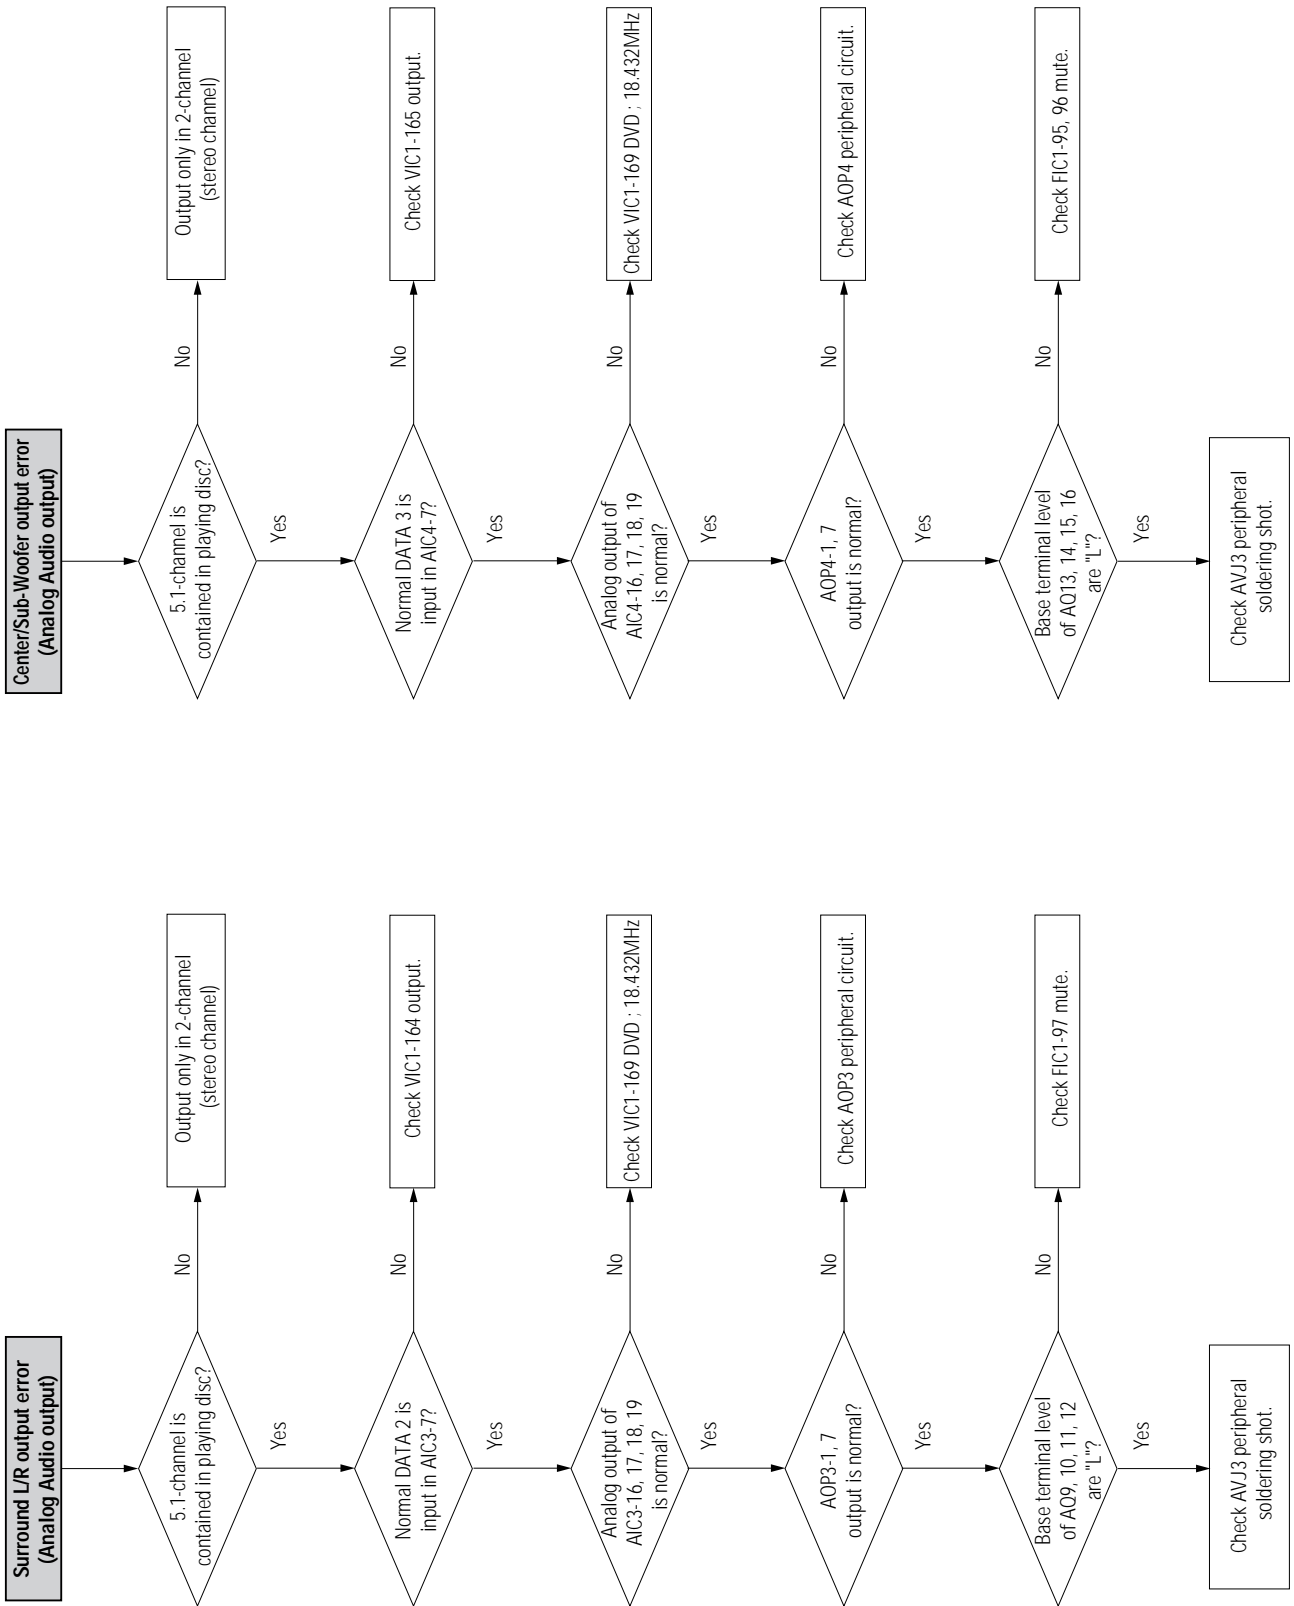 Surround L/R output error
(Analog Audio output)
5.1-channel is
contained in playing disc?
No
Output only in 2-channel
(stereo channel)
Yes
Normal DATA 2 is
input in AIC3-7?
No
Check VIC1-164 output.
Yes
Analog output of
AIC3-16, 17, 18, 19
is normal?
No
Check VIC1-169 DVD ; 18.432MHz
Yes
AOP3-1, 7
output is normal?
No
Check AOP3 peripheral circuit.
Yes
Base terminal level
of AQ9, 10, 11, 12
are "L"?
No
Check FIC1-97 mute.
Yes
Check AVJ3 peripheral
soldering shot.
Center/Sub-Woofer output error
(Analog Audio output)
5.1-channel is
contained in playing disc?
No
Output only in 2-channel
(stereo channel)
Yes
Normal DATA 3 is
input in AIC4-7?
No
Check VIC1-165 output.
Yes
Analog output of
AIC4-16, 17, 18, 19
is normal?
No
Check VIC1-169 DVD ; 18.432MHz
Yes
AOP4-1, 7
output is normal?
No
Check AOP4 peripheral circuit.
Yes
Base terminal level
of AQ13, 14, 15, 16
are "L"?
No
Check FIC1-95, 96 mute.
Yes
Check AVJ3 peripheral
soldering shot.